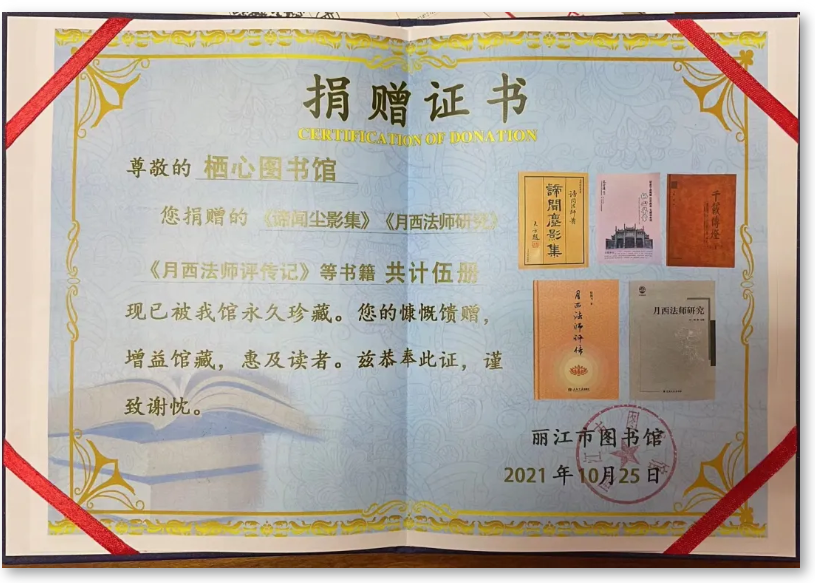 捐赠证书
CERTIFICATION OF DONATION
尊敬的 栖心图书馆
您捐赠的 《谛闻尘影集》《月西法师研究》
《月西法师评传记》等书籍 共计伍册
现已被我馆永久珍藏。您的慷慨馈赠,
增益馆藏,惠及读者。兹恭奉此证,谨
致谢忱。
谛闻尘影集
月西法师评传
月西法师研究
丽江市图书馆
2021 年 10月25 日